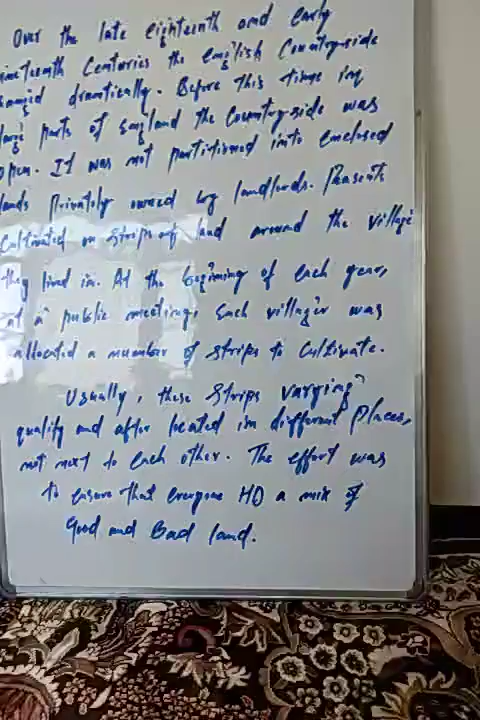 Over the late eighteenth and early
nineteenth Centuries the english Countryside
changid dramatically. Before this time in
large parts of England the Countryside was
open. It was not partitioned into enclosed
lands Privately owned by landlords. Peasents
Cultivated on Strips of land around the village
they lived in. At the beginning of each year,
at a public meeting, Each villager was
allocated a number of strips to Cultivate.
Usually, these Strips varying
quality and after located in different Places,
not next to each other. The effort was
to ensure that everyone HD a mix of
Good and Bad land.